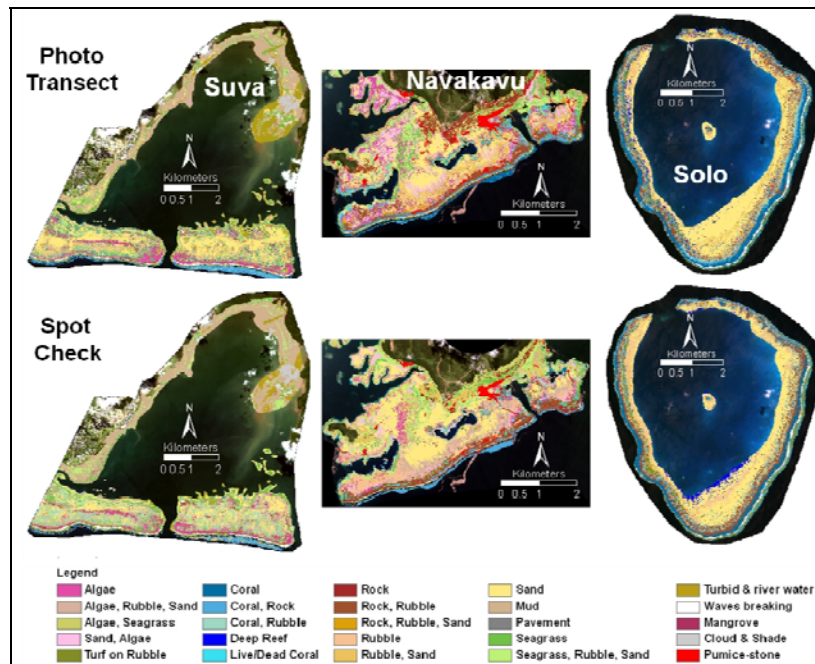 Photo
Transect
Suva
Navakavu
Solo
N
Kilometers
0 0.5 1 2
N
Kilometers
0 0.5 1 2
N
Kilometers
0 0.5 1 2
Spot
Check
N
Kilometers
0 0.5 1 2
N
Kilometers
0 0.5 1 2
N
Kilometers
0 0.5 1 2
Legend
Algae
Algae, Rubble, Sand
Algae, Seagrass
Sand, Algae
Turf on Rubble
Coral
Coral, Rock
Coral, Rubble
Deep Reef
Live/Dead Coral
Rock
Rock, Rubble
Rock, Rubble, Sand
Rubble
Rubble, Sand
Sand
Mud
Pavement
Seagrass
Seagrass, Rubble, Sand
Turbid & river water
Waves breaking
Mangrove
Cloud & Shade
Pumice-stone